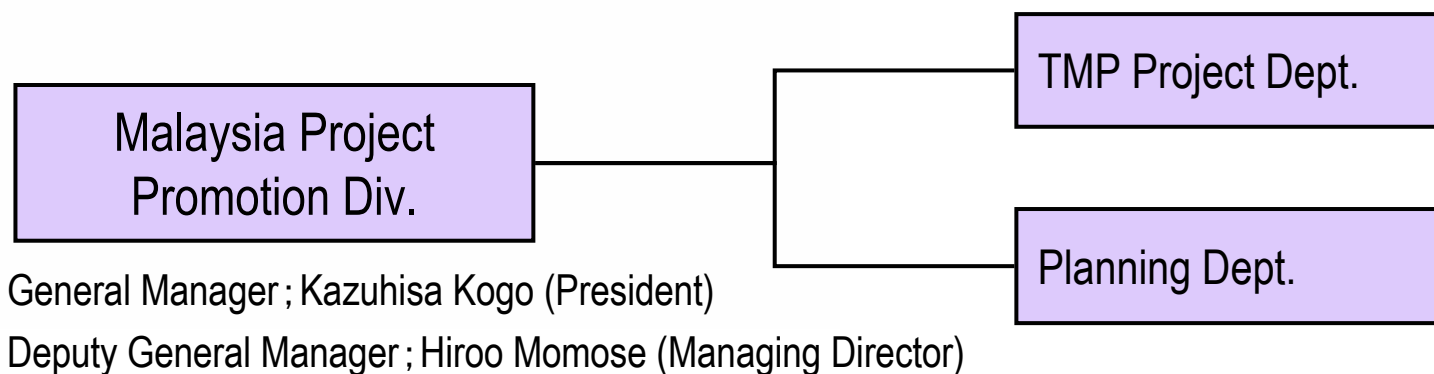 Malaysia Project
Promotion Div.
TMP Project Dept.
Planning Dept.
General Manager ; Kazuhisa Kogo (President)
Deputy General Manager ; Hiroo Momose (Managing Director)